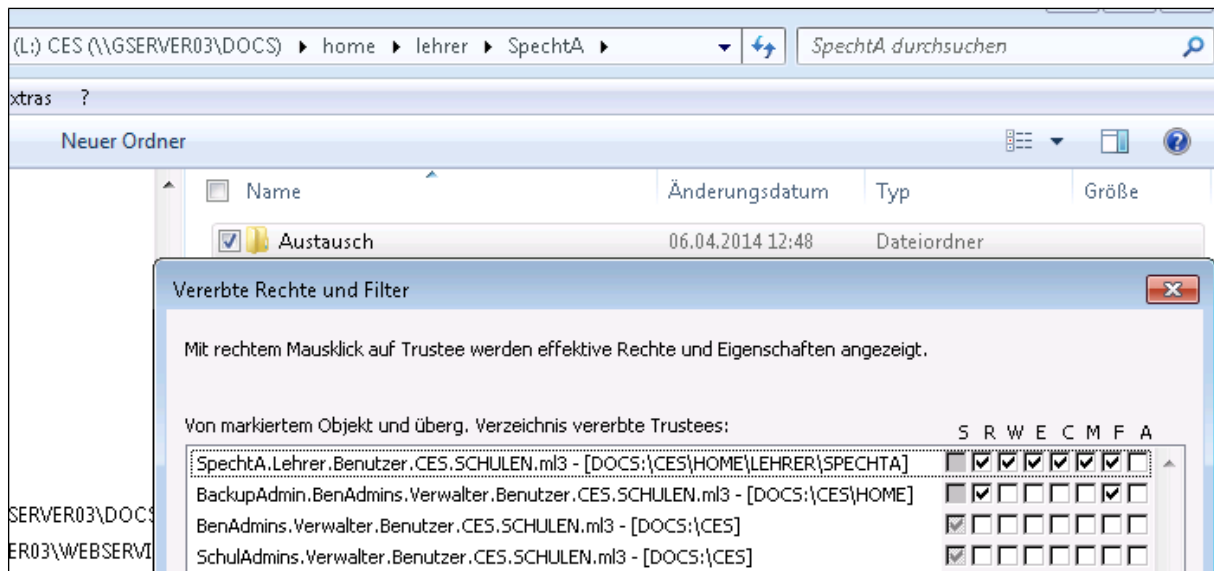 (L:) CES (\\GSERVER03\DOCS) ▸ home ▸ lehrer ▸ SpechtA ▸ SpechtA durchsuchen
xtras ?
Neuer Ordner
Name Änderungsdatum Typ Größe
Austausch 06.04.2014 12:48 Dateiordner
Vererbte Rechte und Filter
Mit rechtem Mausklick auf Trustee werden effektive Rechte und Eigenschaften angezeigt.
Von markiertem Objekt und überg. Verzeichnis vererbte Trustees: S R W E C M F A
SpechtA.Lehrer.Benutzer.CES.SCHULEN.ml3 - [DOCS:\CES\HOME\LEHRER\SPECHTA]
BackupAdmin.BenAdmins.Verwalter.Benutzer.CES.SCHULEN.ml3 - [DOCS:\CES\HOME]
SERVER03\DOCS BenAdmins.Verwalter.Benutzer.CES.SCHULEN.ml3 - [DOCS:\CES]
ER03\WEBSERVI SchulAdmins.Verwalter.Benutzer.CES.SCHULEN.ml3 - [DOCS:\CES]